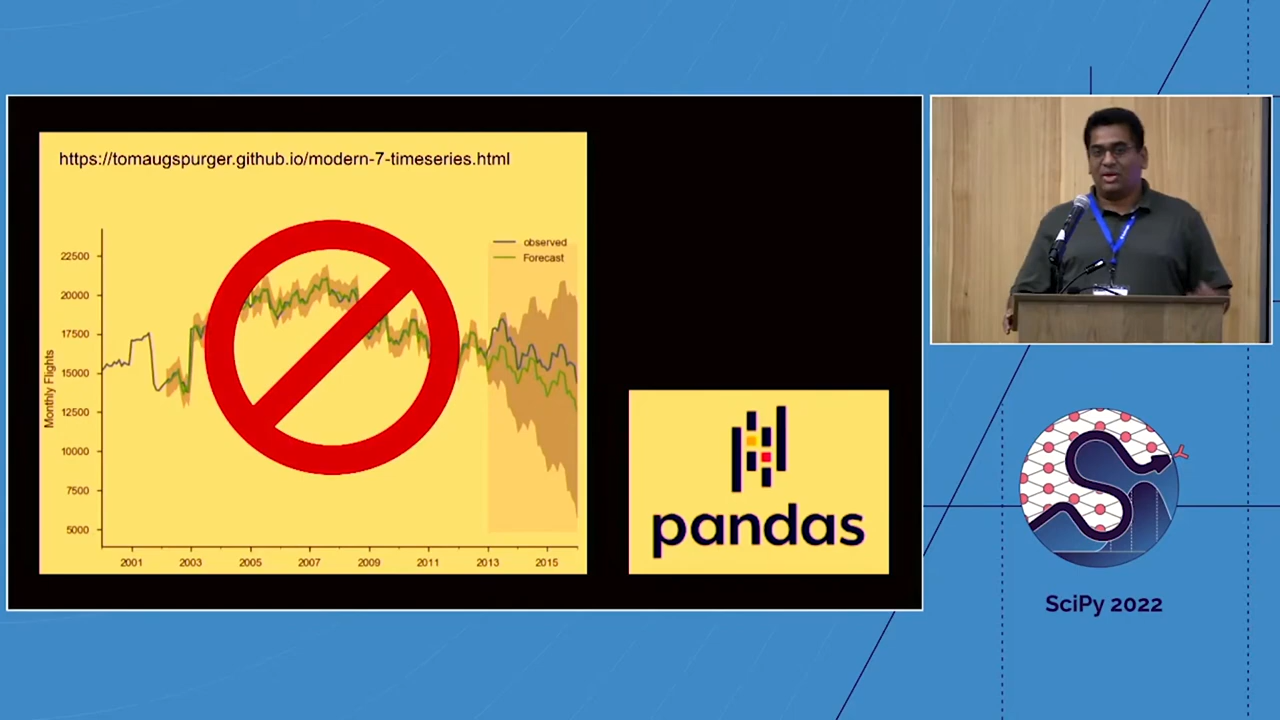 https://tomaugspurger.github.io/modern-7-timeseries.html
observed
Forecast
22500
20000
17500
15000
12500
10000
7500
5000
Monthly Flights
2001
2003
2005
2007
2009
2011
2013
2015
pandas
SciPy 2022